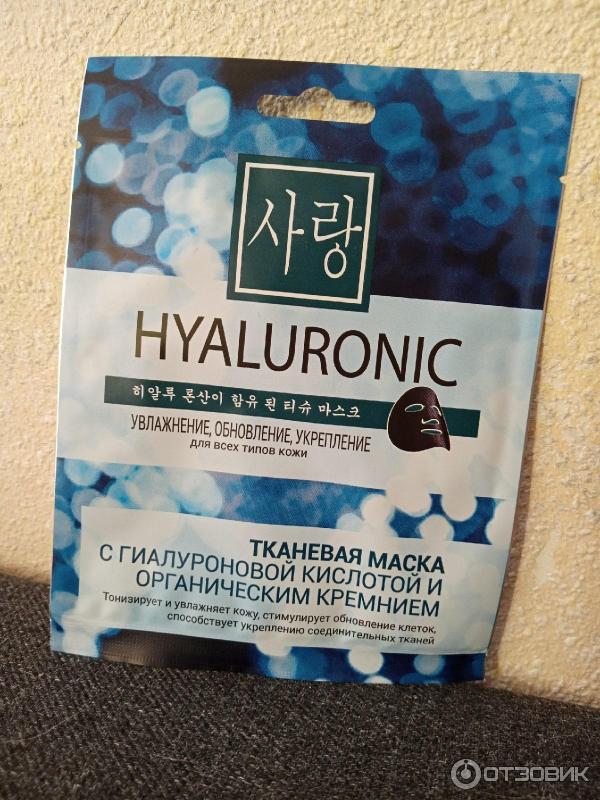 사랑
HYALURONIC
히알루 론산이 함유 된 티슈 마스크
УВЛАЖНЕНИЕ, ОБНОВЛЕНИЕ, УКРЕПЛЕНИЕ
для всех типов кожи
ТКАНЕВАЯ МАСКА
С ГИАЛУРОНОВОЙ КИСЛОТОЙ И
ОРГАНИЧЕСКИМ КРЕМНИЕМ
Тонизирует и увлажняет кожу, стимулирует обновление клеток,
способствует укреплению соединительных тканей
ОТЗОВИК